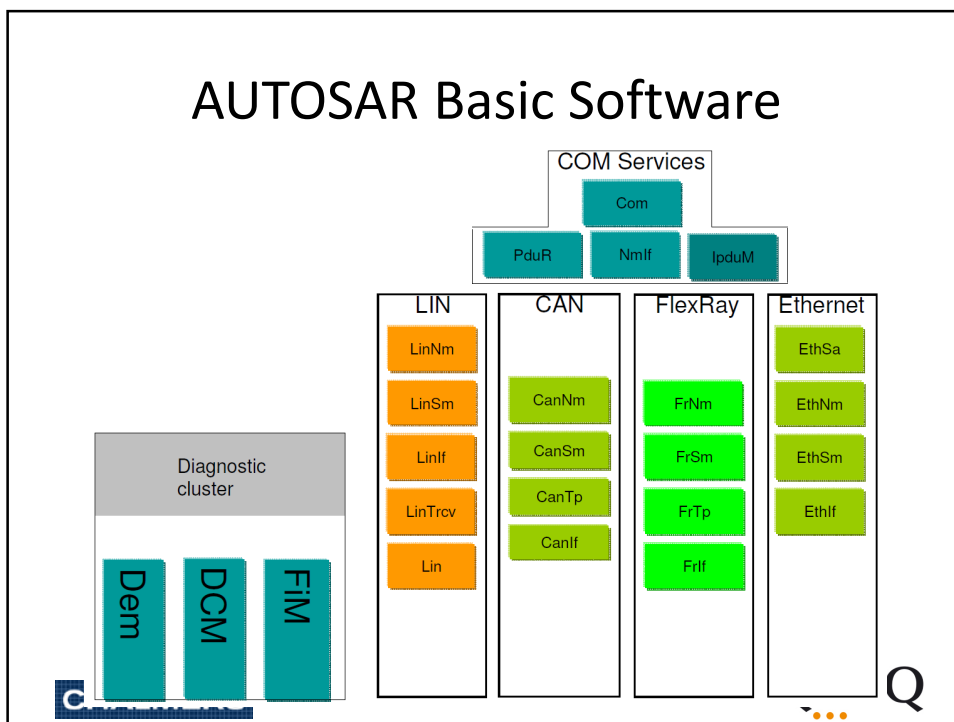 AUTOSAR Basic Software
COM Services
Com
PduR
NmIf
IpduM
LIN
LinNm
LinSm
LinIf
LinTrcv
Lin
CAN
CanNm
CanSm
CanTp
CanIf
FlexRay
FrNm
FrSm
FrTp
FrIf
Ethernet
EthSa
EthNm
EthSm
EthIf
Diagnostic
cluster
Dem
DCM
FiM
Q